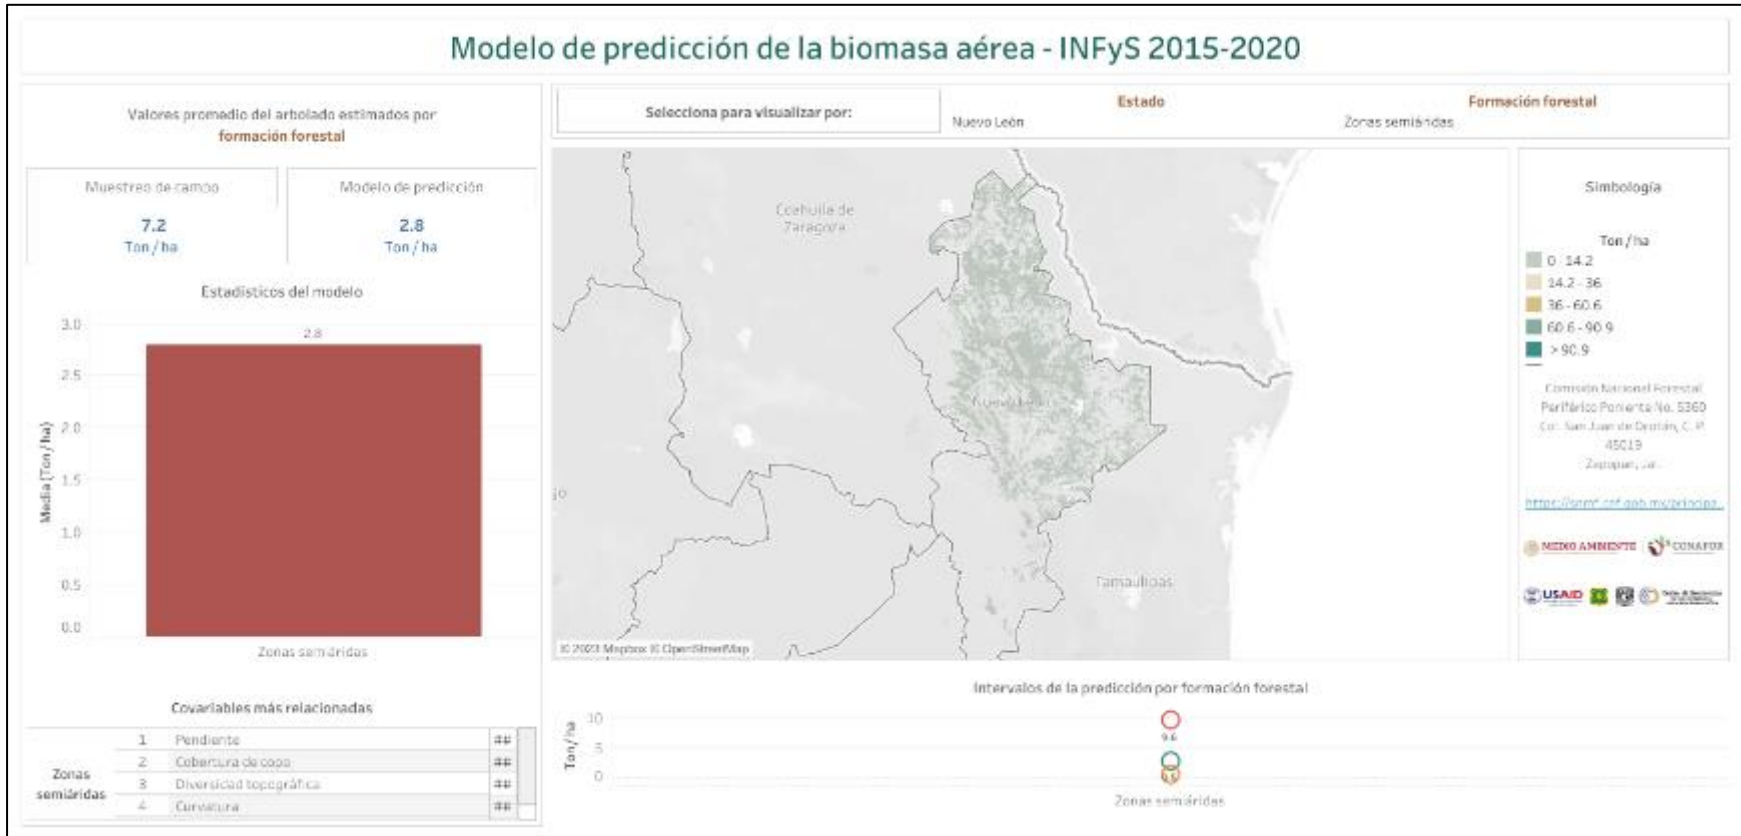 Modelo de predicción de la biomasa aérea - INFyS 2015-2020
Valores promedio del arbolado estimados por
formación forestal
Muestreo de campo
7.2
Ton / ha
Modelo de predicción
2.8
Ton / ha
Estadísticos del modelo
3.0
2.5
2.0
1.5
1.0
0.5
0.0
Media (Ton / ha)
2.8
Zonas semiáridas
Covariables más relacionadas
Zonas
semiáridas
1 Pendiente ##
2 Cobertura de copa ##
3 Diversidad topográfica ##
4 Curvatura ##
Selecciona para visualizar por:
Estado
Nuevo León
Formación forestal
Zonas semiáridas
Coahuila de
Zaragoza
Nuevo León
Tamaulipas
go
© 2023 Mapbox © OpenStreetMap
Simbología
Ton / ha
0 - 14.2
14.2 - 36
36 - 60.6
60.6 - 90.9
> 90.9
Comisión Nacional Forestal
Periférico Poniente No. 5360
Col. San Juan de Ocotán, C. P.
45019
Zapopan, Jal.
https://snmf.cnf.gob.mx/principa...
MEDIO AMBIENTE
CONAFOR
USAID
Intervalos de la predicción por formación forestal
Ton/ha
10
5
0
9.6
Zonas semiáridas